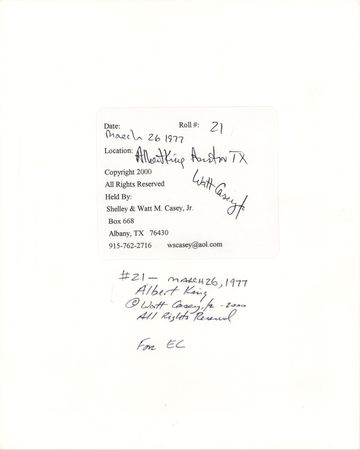 Date: Roll #: 21
March 26 1977
Location: Albert King Austin TX
Copyright 2000
All Rights Reserved
Held By:
Shelley & Watt M. Casey, Jr.
Box 668
Albany, TX 76430
915-762-2716 wscasey@aol.com
Watt Casey Jr.
#21 - MARCH 26, 1977
Albert King
© Watt Casey, Jr. - 2000
All Rights Reserved
For EC